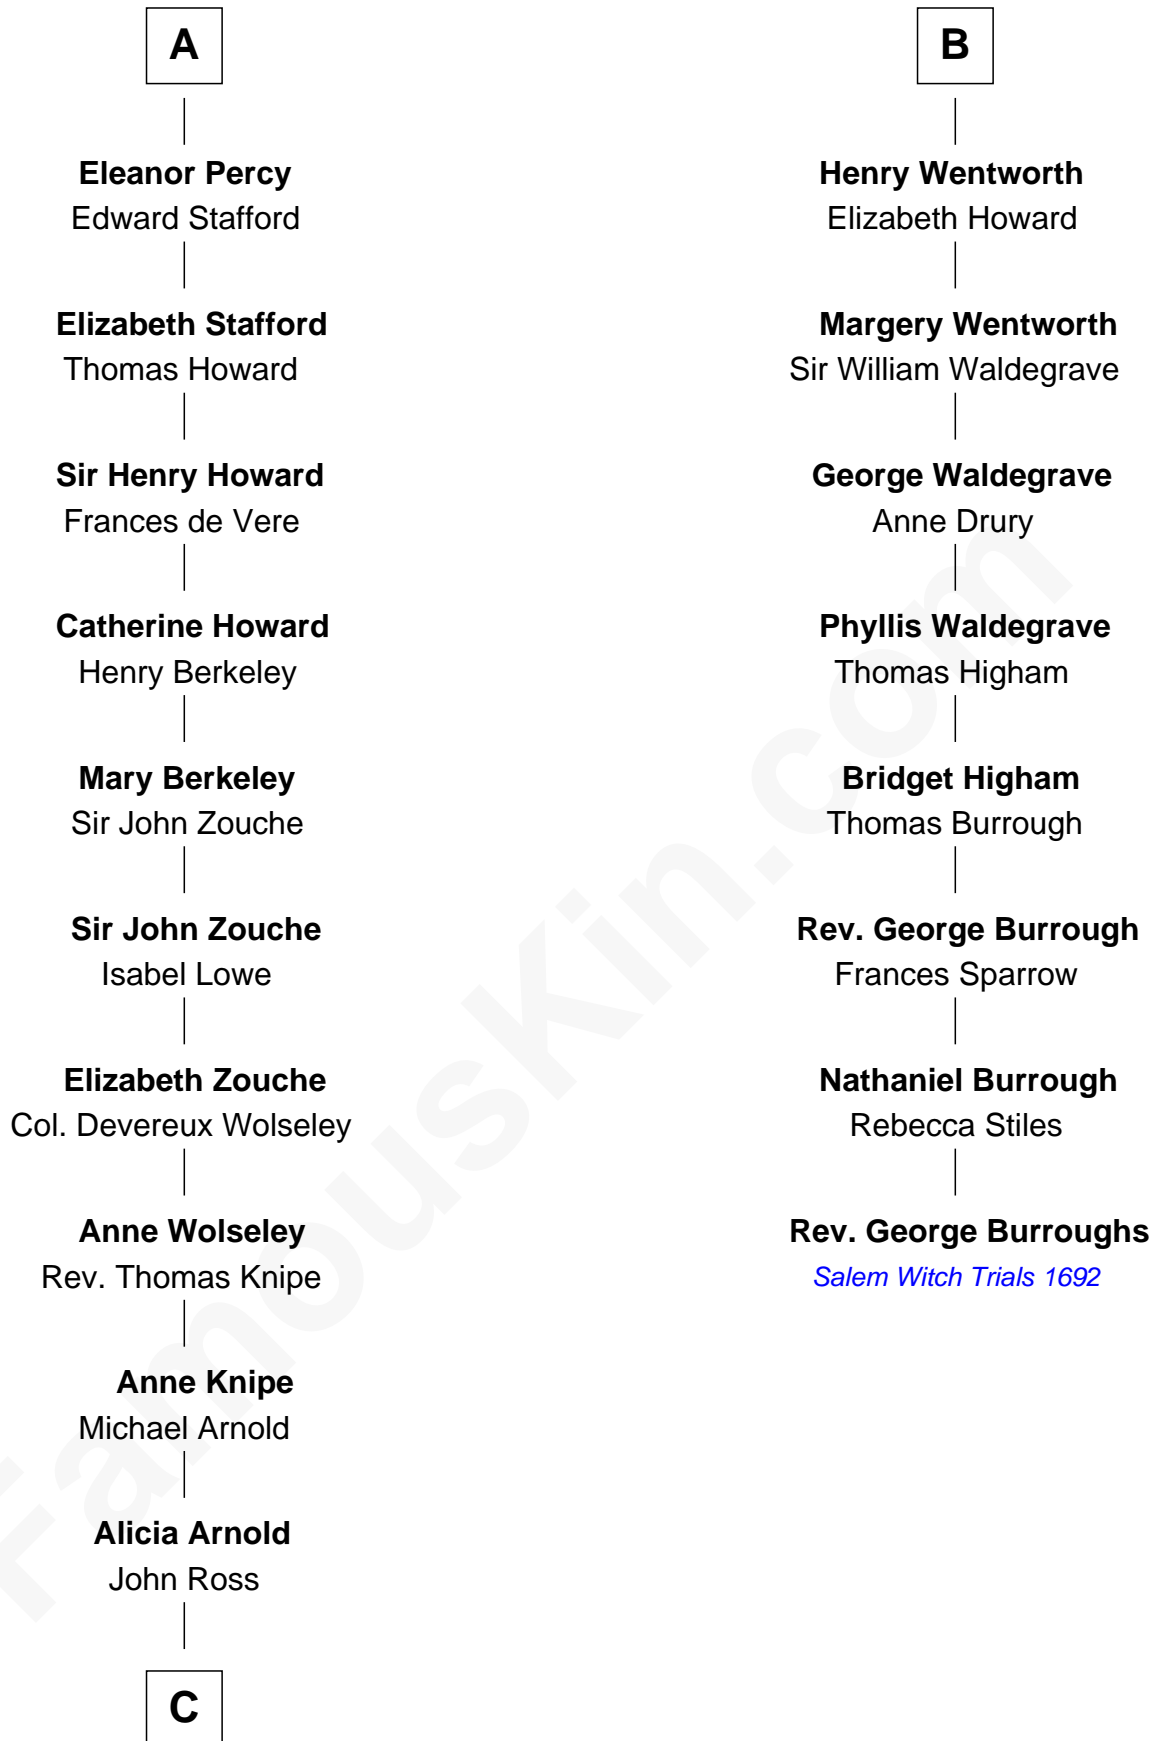 A
Eleanor Percy
Edward Stafford
Elizabeth Stafford
Thomas Howard
Sir Henry Howard
Frances de Vere
Catherine Howard
Henry Berkeley
Mary Berkeley
Sir John Zouche
Sir John Zouche
Isabel Lowe
Elizabeth Zouche
Col. Devereux Wolseley
Anne Wolseley
Rev. Thomas Knipe
Anne Knipe
Michael Arnold
Alicia Arnold
John Ross
C
B
Henry Wentworth
Elizabeth Howard
Margery Wentworth
Sir William Waldegrave
George Waldegrave
Anne Drury
Phyllis Waldegrave
Thomas Higham
Bridget Higham
Thomas Burrough
Rev. George Burrough
Frances Sparrow
Nathaniel Burrough
Rebecca Stiles
Rev. George Burroughs
Salem Witch Trials 1692
FamousKin.com